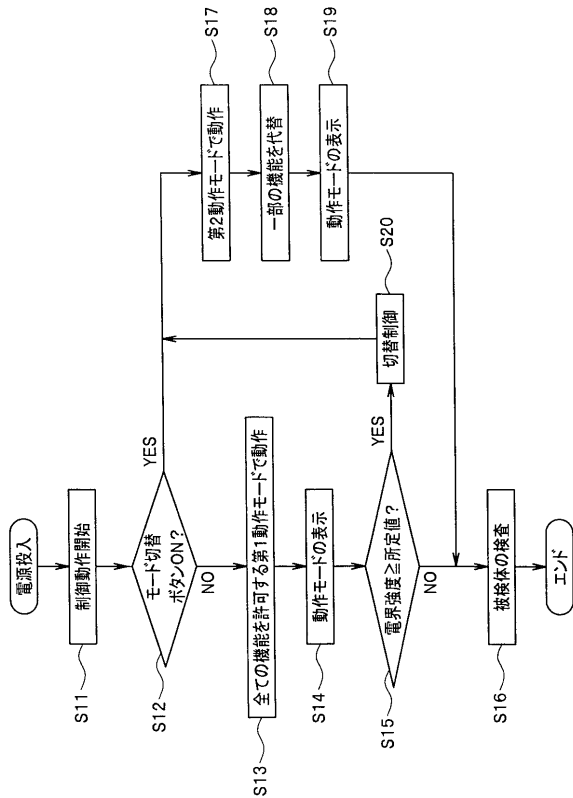 電源投入
制御動作開始
S11
モード切替
ボタンON?
S12
YES
NO
全ての機能を許可する第1動作モードで動作
S13
動作モードの表示
S14
電界強度≧所定値?
S15
YES
NO
切替制御
S20
被検体の検査
S16
エンド
第2動作モードで動作
S17
一部の機能を代替
S18
動作モードの表示
S19